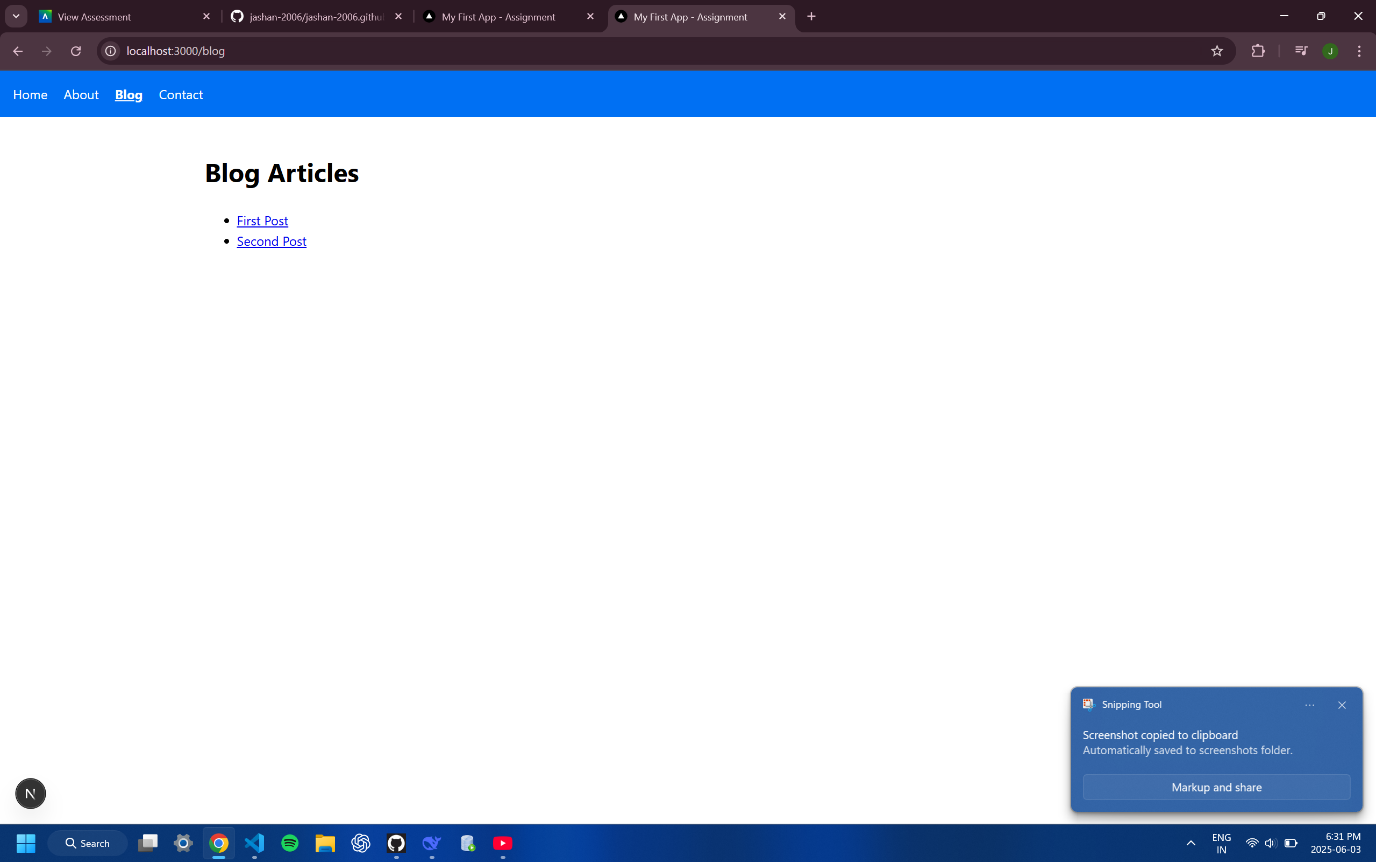 View Assessment
jashan-2006/jashan-2006.githu
My First App - Assignment
My First App - Assignment
localhost:3000/blog
J
Home About Blog Contact
Blog Articles
First Post
Second Post
Snipping Tool
Screenshot copied to clipboard
Automatically saved to screenshots folder.
Markup and share
N
Search
ENG
IN
6:31 PM
2025-06-03